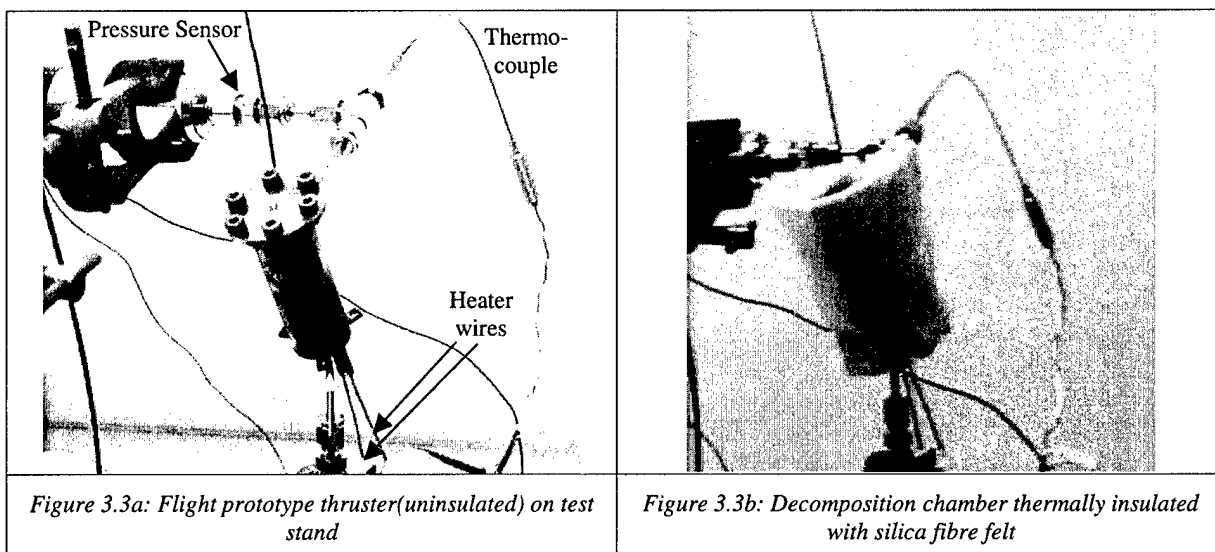 Pressure Sensor
Thermo-
couple
Heater
wires
Figure 3.3a: Flight prototype thruster(uninsulated) on test
stand
Figure 3.3b: Decomposition chamber thermally insulated
with silica fibre felt